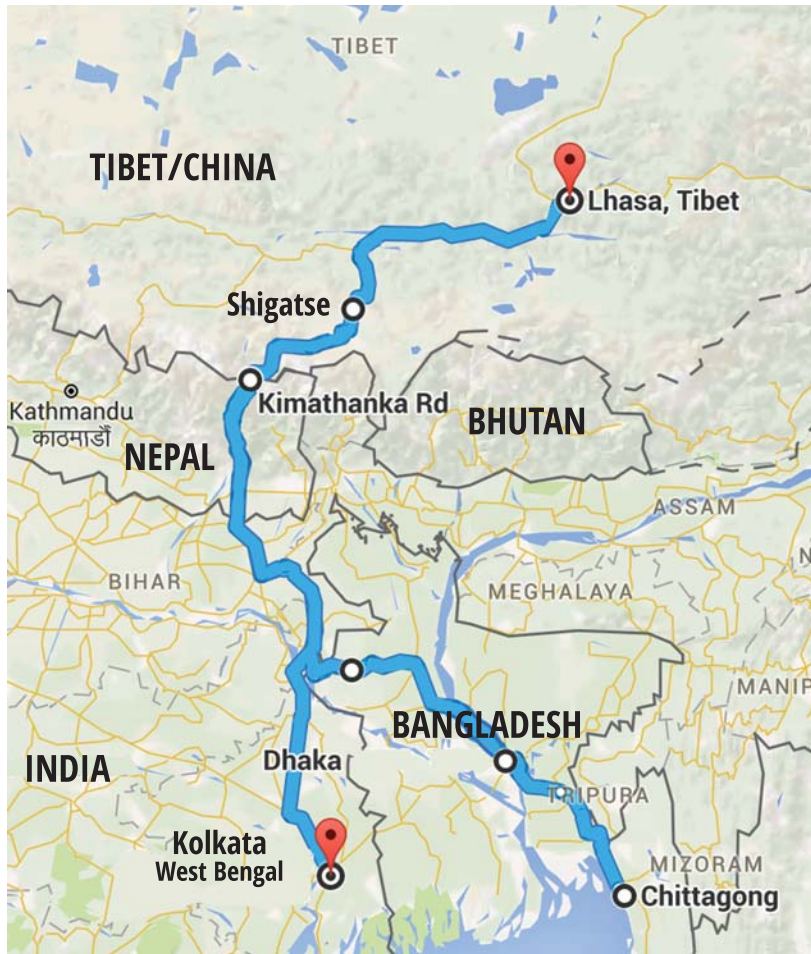 TIBET
TIBET/CHINA
Lhasa, Tibet
Shigatse
Kimathanka Rd
Kathmandu
काठमाडौँ
BHUTAN
NEPAL
ASSAM
BIHAR
MEGHALAYA
N
MANIP
BANGLADESH
INDIA
Dhaka
TRIPURA
Kolkata
West Bengal
MIZORAM
Chittagong